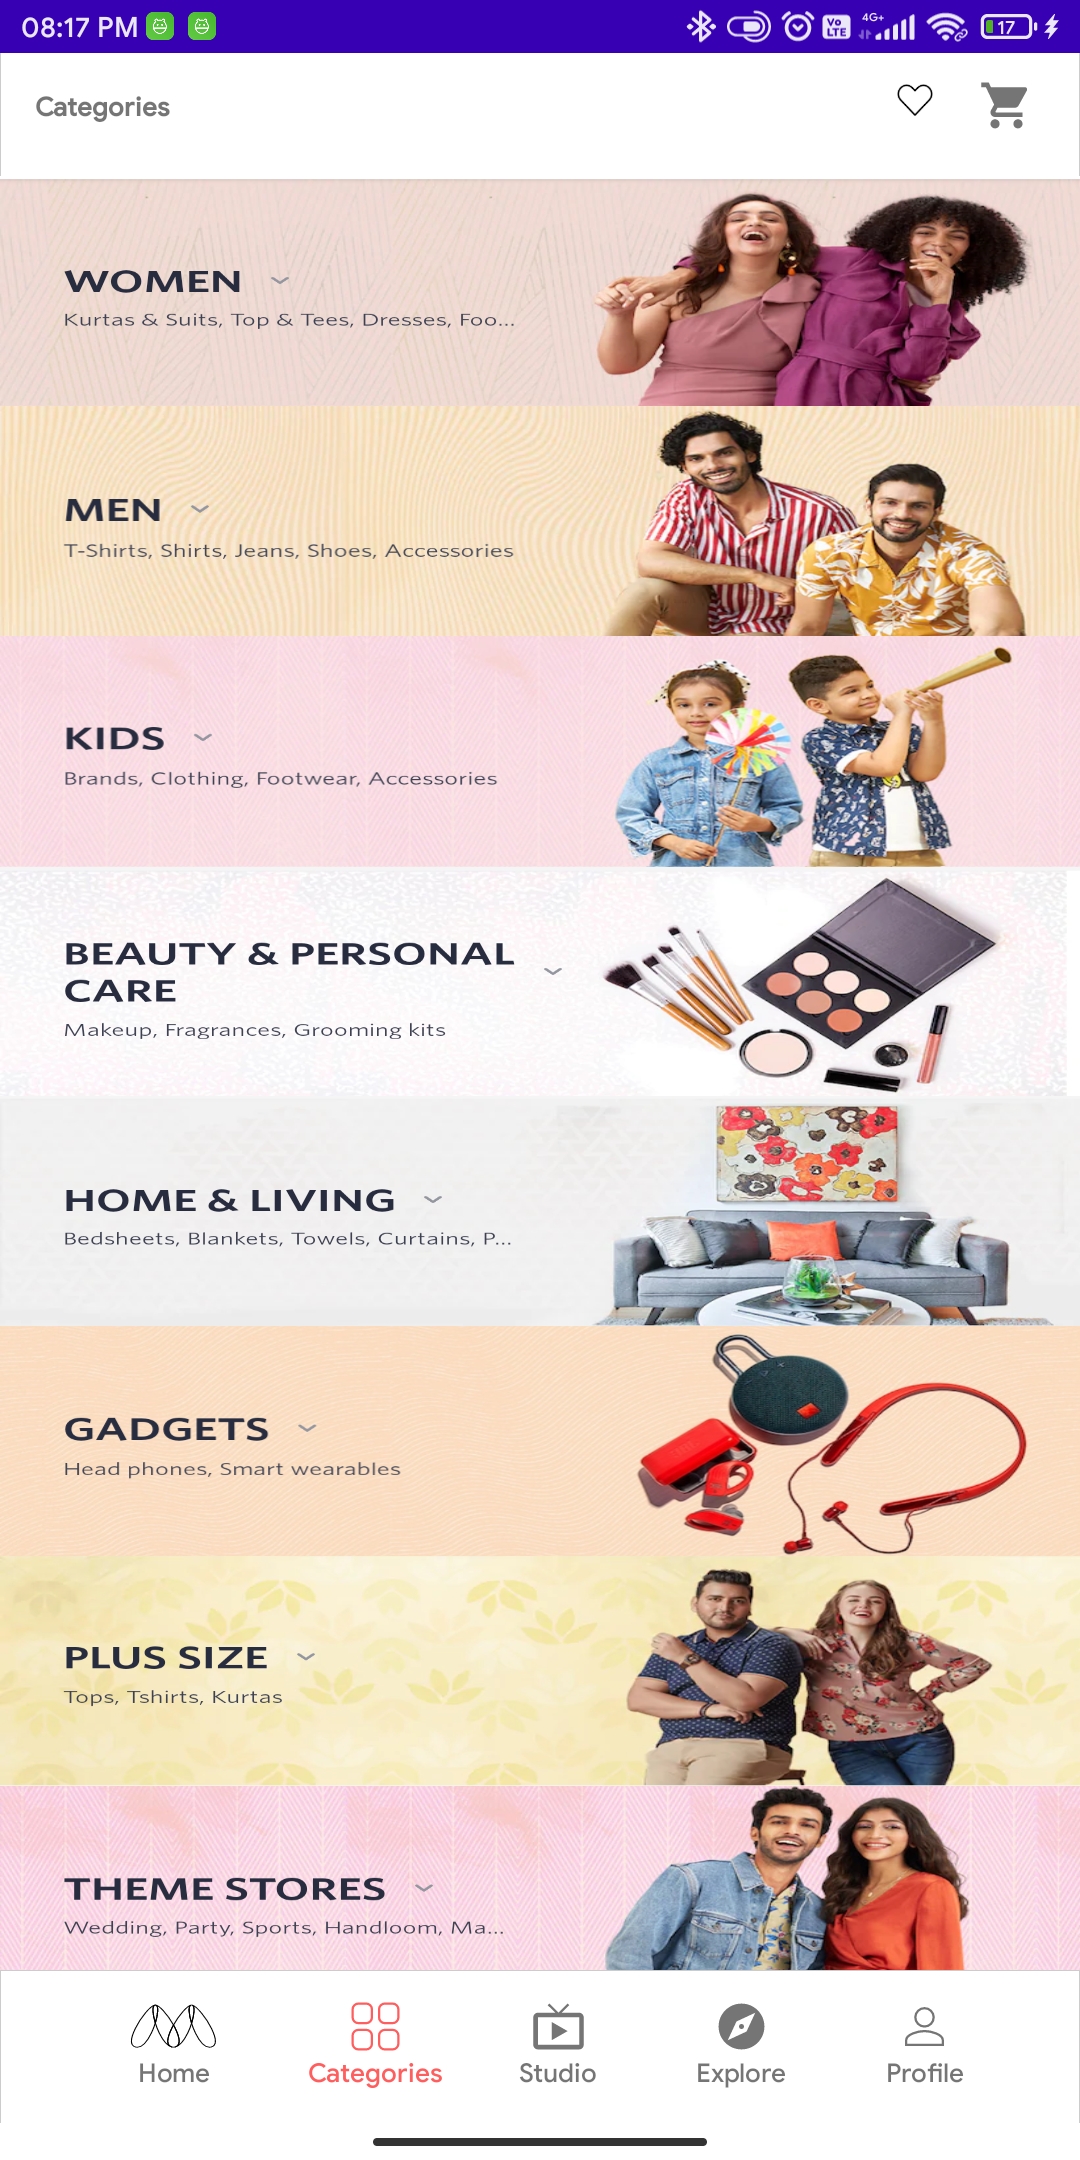 08:17 PM
Vo LTE
4G+
17
Categories
WOMEN
Kurtas & Suits, Top & Tees, Dresses, Foo...
MEN
T-Shirts, Shirts, Jeans, Shoes, Accessories
KIDS
Brands, Clothing, Footwear, Accessories
BEAUTY & PERSONAL
CARE
Makeup, Fragrances, Grooming kits
HOME & LIVING
Bedsheets, Blankets, Towels, Curtains, P...
GADGETS
Head phones, Smart wearables
PLUS SIZE
Tops, Tshirts, Kurtas
THEME STORES
Wedding, Party, Sports, Handloom, Ma...
Home
Categories
Studio
Explore
Profile